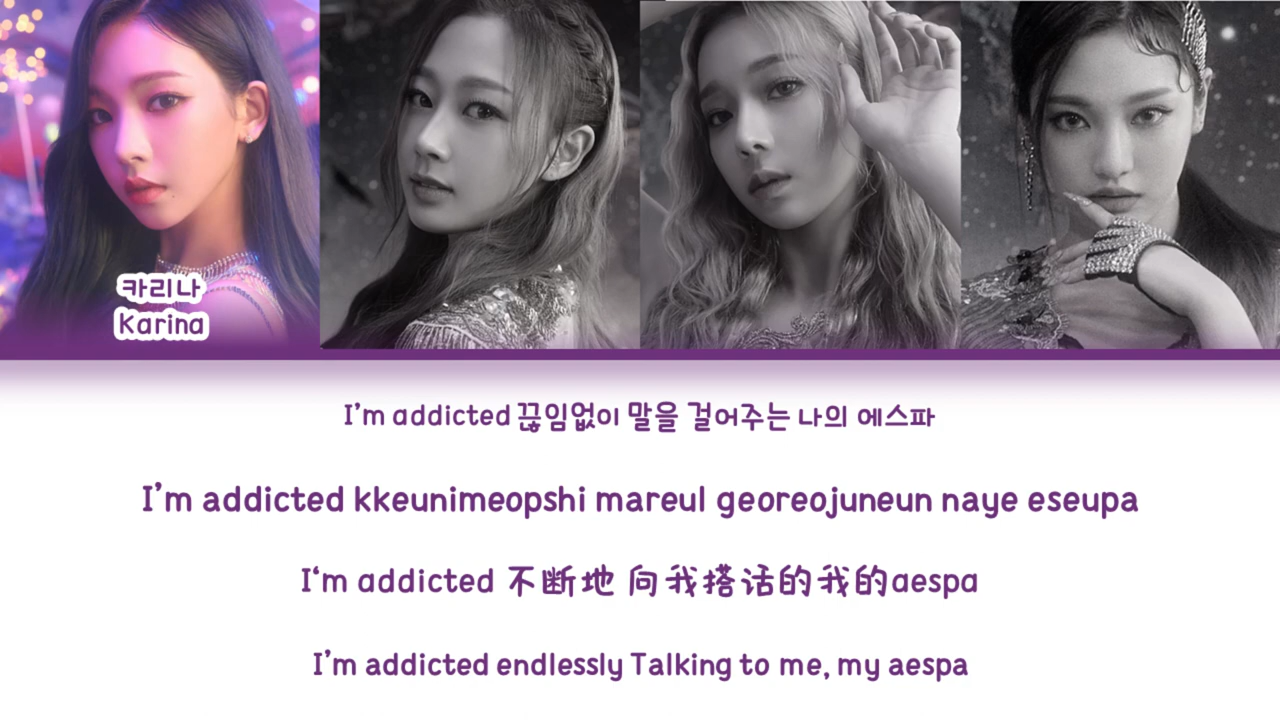 카리나
Karina
I'm addicted 끊임없이 말을 걸어주는 나의 에스파
I'm addicted kkeunimeopshi mareul georeojuneun naye eseupa
I‘m addicted 不断地 向我搭话的我的aespa
I'm addicted endlessly Talking to me, my aespa